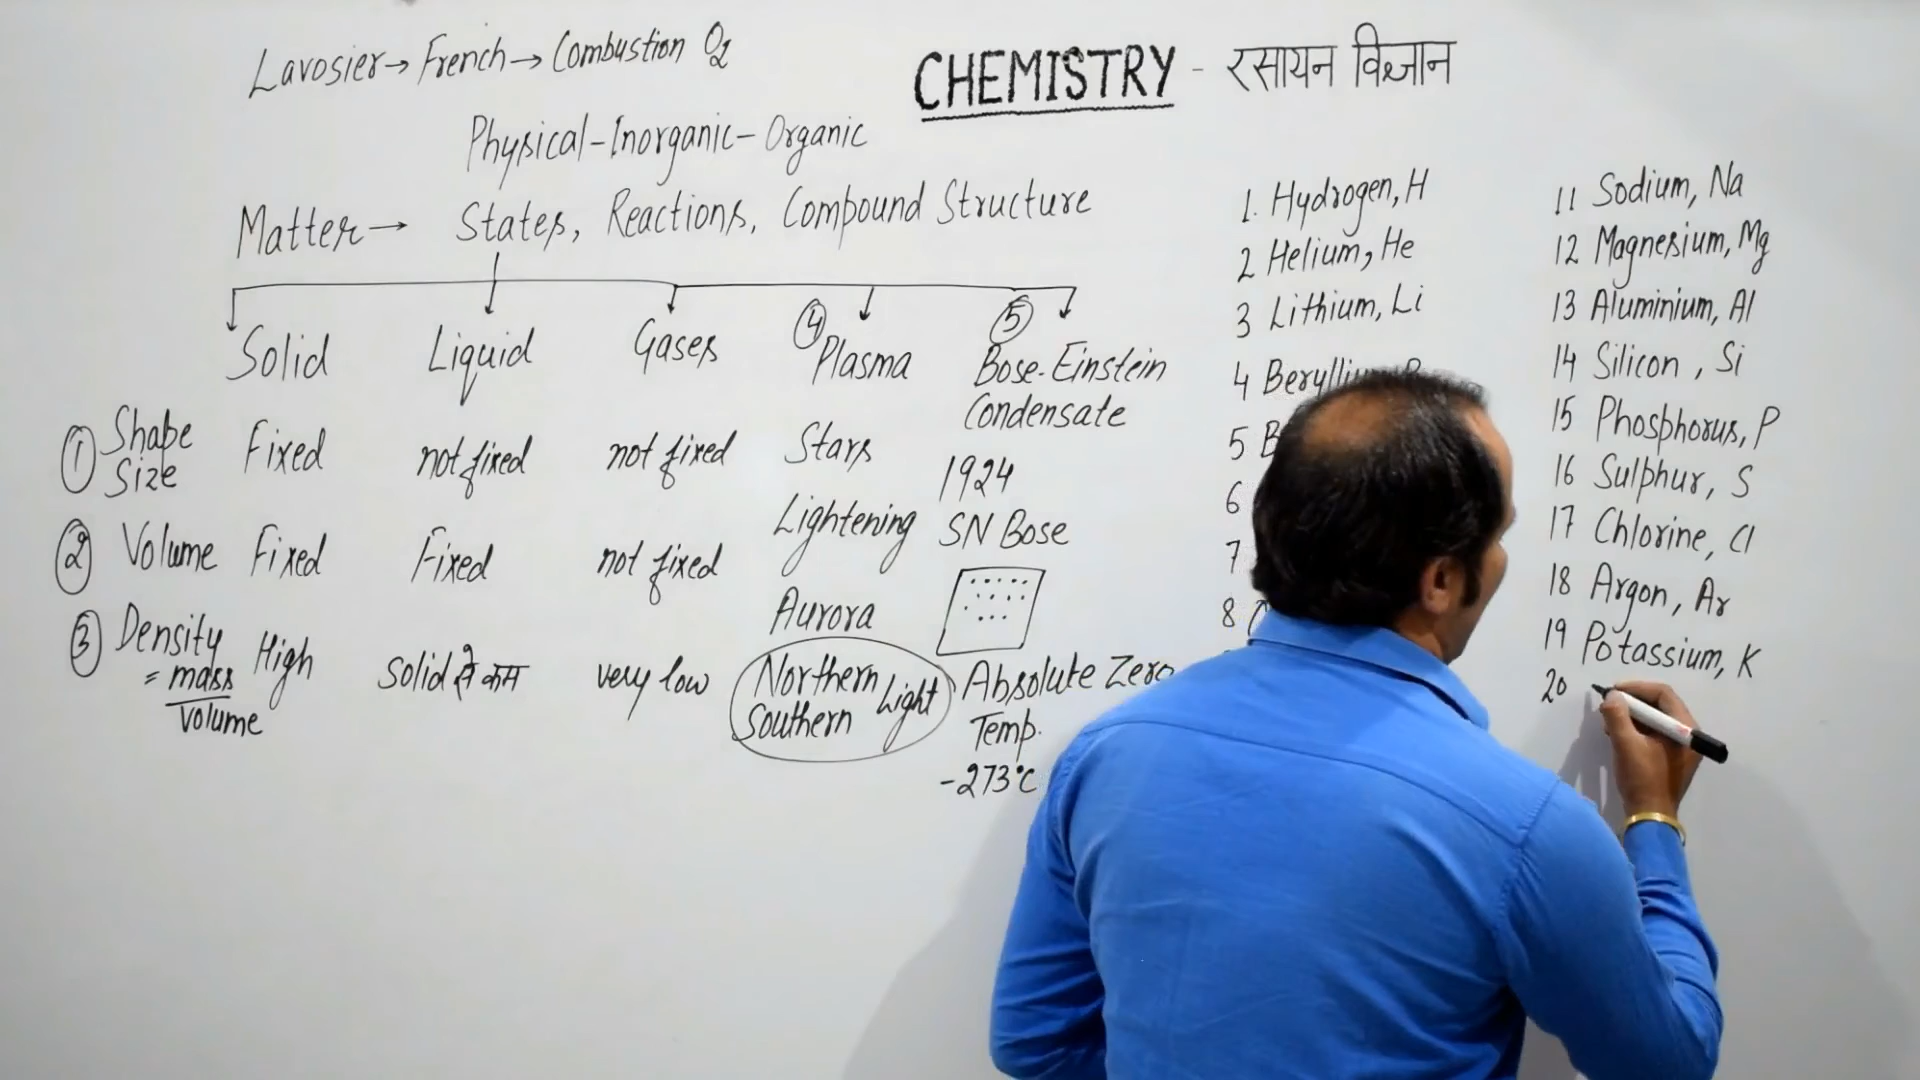 Lavosier → French → Combustion O2
CHEMISTRY - रसायन विज्ञान
Physical-Inorganic-Organic
Matter → States, Reactions, Compound Structure
Solid
Liquid
Gases
④ Plasma
⑤ Bose-Einstein
Condensate
① Shape
Size
Fixed
not fixed
not fixed
Stars
1924
② Volume
Fixed
Fixed
not fixed
Lightening
SN Bose
③ Density
= mass
volume
High
Solid से कम
very low
Aurora
Northern
Southern
Light
Absolute Zero
Temp.
-273°C
1. Hydrogen, H
2 Helium, He
3 Lithium, Li
4
5
6
7
8
11 Sodium, Na
12 Magnesium, Mg
13 Aluminium, Al
14 Silicon, Si
15 Phosphorus, P
16 Sulphur, S
17 Chlorine, Cl
18 Argon, Ar
19 Potassium, K
20